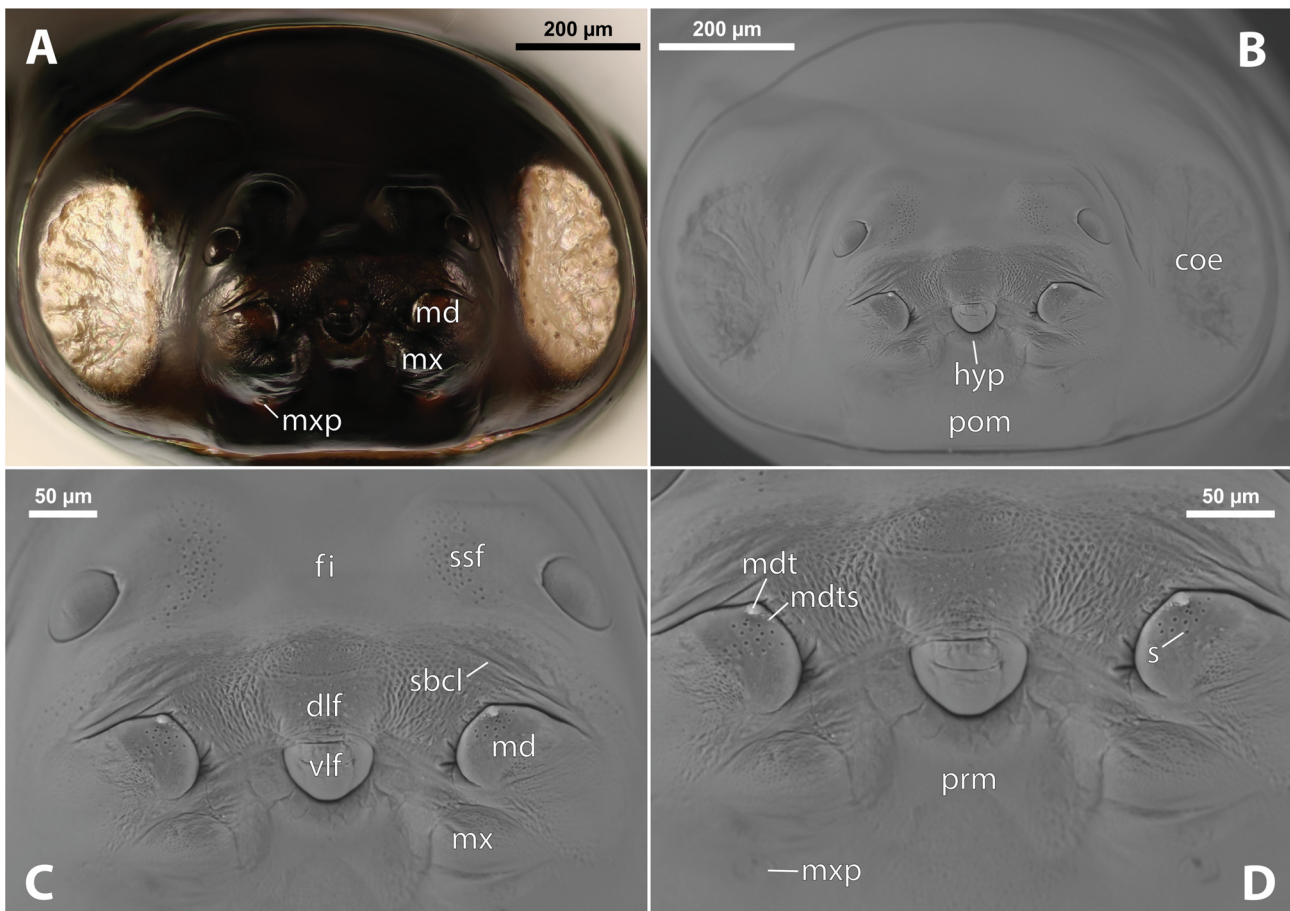 A
200 µm
md
mx
mxp
200 µm
B
coe
hyp
pom
50 µm
fi
ssf
sbcl
dlf
md
vlf
mx
C
50 µm
mdt
mdts
s
prm
mxp
D